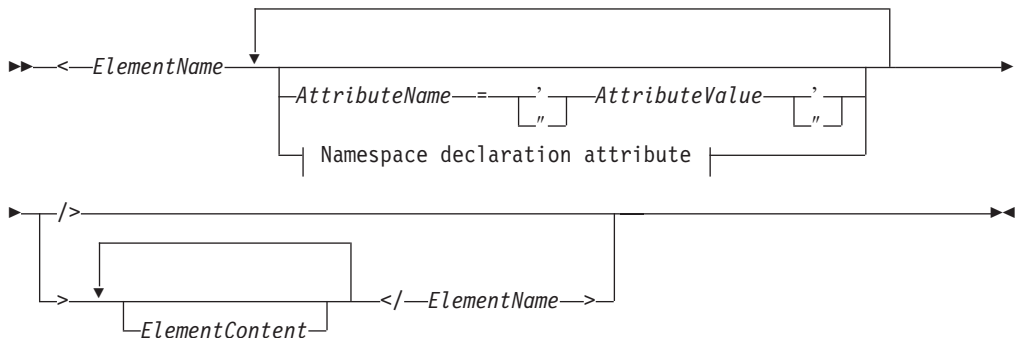 < ElementName
AttributeName = ’ AttributeValue ’
" "
Namespace declaration attribute
/>
> </ ElementName >
ElementContent